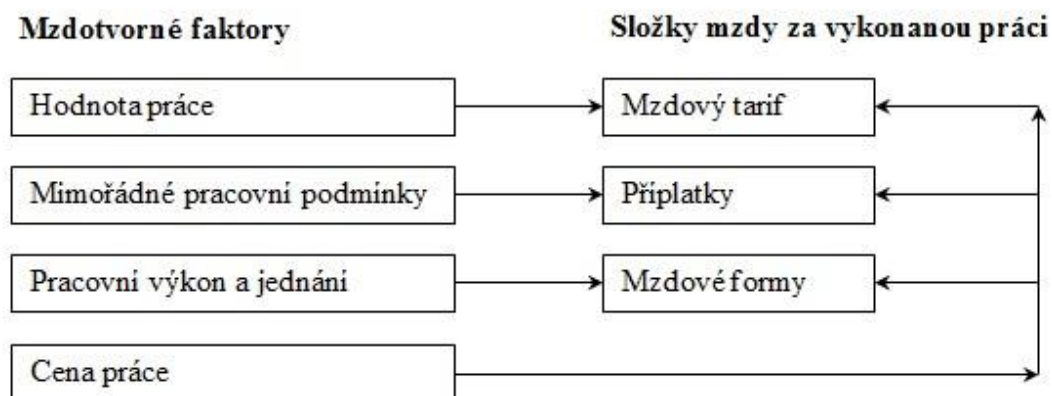 Mzdotvorné faktory
Složky mzdy za vykonanou práci
Hodnota práce
Mzdový tarif
Mimořádné pracovní podmínky
Příplatky
Pracovní výkon a jednání
Mzdové formy
Cena práce